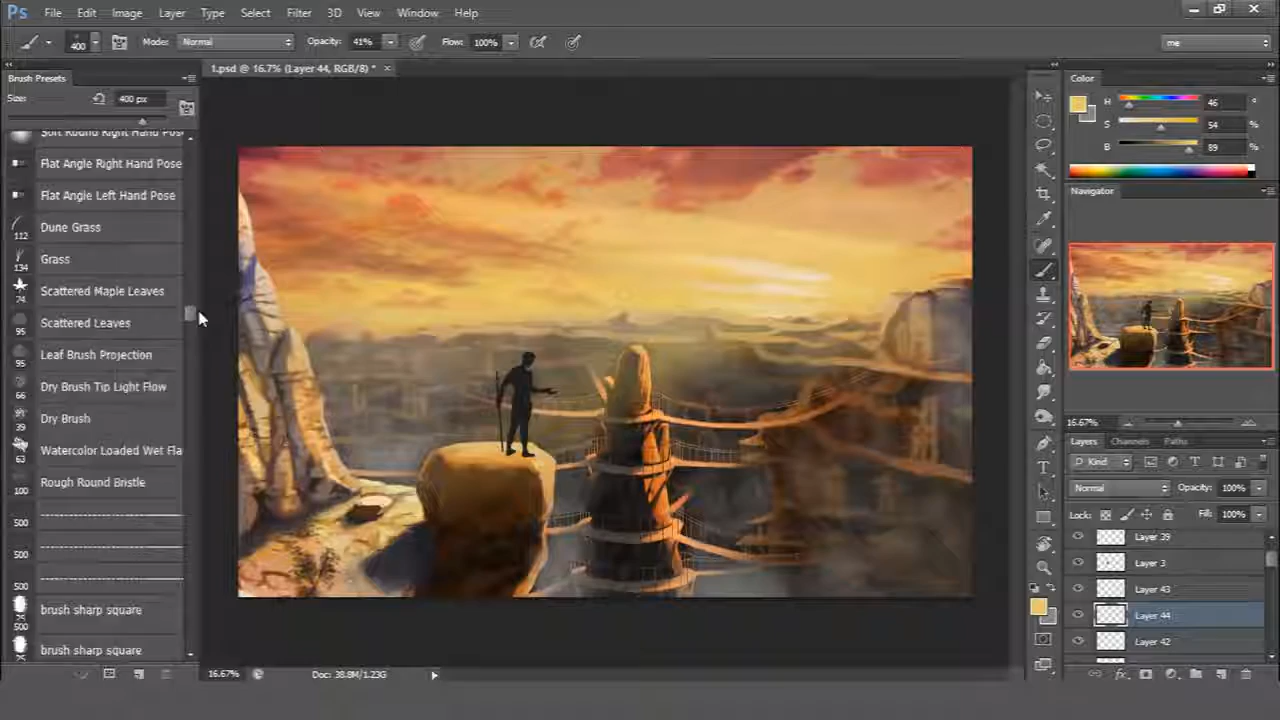 Ps File Edit Image Layer Type Select Filter 3D View Window Help
400 Mode: Normal Opacity: 41% Flow: 100% me
1.psd @ 16.7% (Layer 44, RGB/8) * ×
Brush Presets
Size: 400 px
Soft Round Right Hand Pose
Flat Angle Right Hand Pose
Flat Angle Left Hand Pose
112 Dune Grass
134 Grass
74 Scattered Maple Leaves
95 Scattered Leaves
95 Leaf Brush Projection
66 Dry Brush Tip Light Flow
39 Dry Brush
63 Watercolor Loaded Wet Fla
100 Rough Round Bristle
500
500
500
brush sharp square
500
brush sharp square
16.67% Doc: 38.8M/1.23G
Color
H 46 °
S 54 %
B 89 %
Navigator
16.67%
Layers Channels Paths
Kind
Normal Opacity: 100%
Lock: Fill: 100%
Layer 39
Layer 3
Layer 43
Layer 44
Layer 42